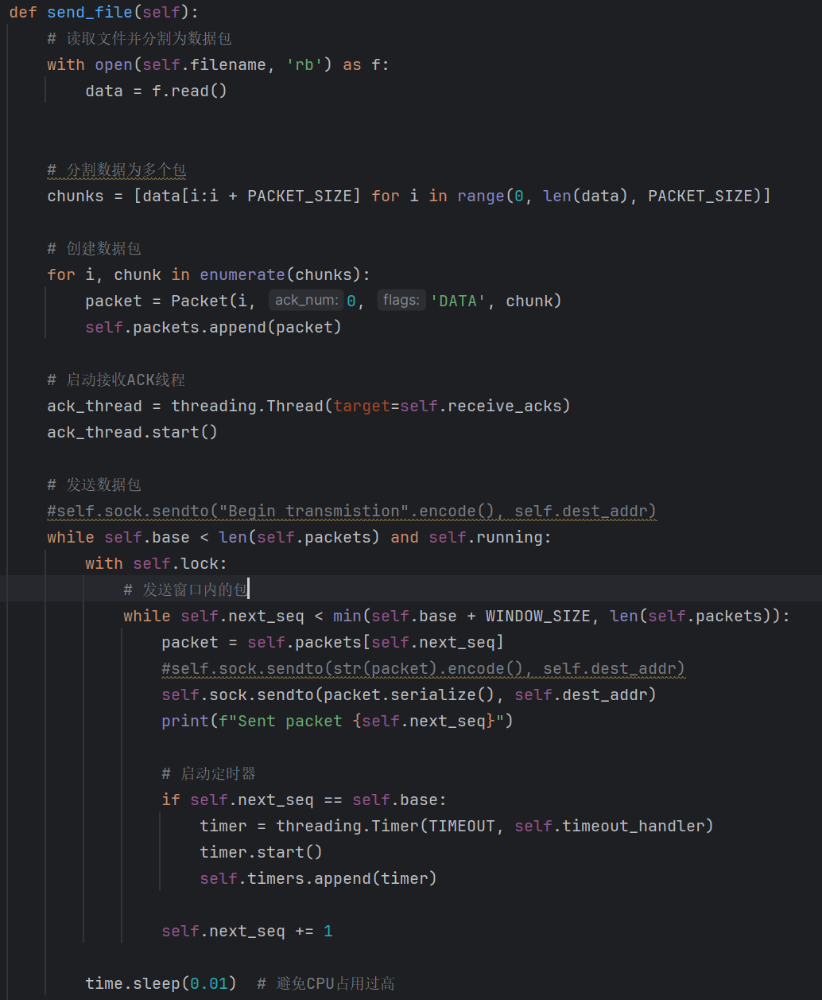 def send_file(self):
# 读取文件并分割为数据包
with open(self.filename, 'rb') as f:
data = f.read()
# 分割数据为多个包
chunks = [data[i:i + PACKET_SIZE] for i in range(0, len(data), PACKET_SIZE)]
# 创建数据包
for i, chunk in enumerate(chunks):
packet = Packet(i, ack_num: 0, flags: 'DATA', chunk)
self.packets.append(packet)
# 启动接收ACK线程
ack_thread = threading.Thread(target=self.receive_acks)
ack_thread.start()
# 发送数据包
#self.sock.sendto("Begin transmistion".encode(), self.dest_addr)
while self.base < len(self.packets) and self.running:
with self.lock:
# 发送窗口内的包
while self.next_seq < min(self.base + WINDOW_SIZE, len(self.packets)):
packet = self.packets[self.next_seq]
#self.sock.sendto(str(packet).encode(), self.dest_addr)
self.sock.sendto(packet.serialize(), self.dest_addr)
print(f"Sent packet {self.next_seq}")
# 启动定时器
if self.next_seq == self.base:
timer = threading.Timer(TIMEOUT, self.timeout_handler)
timer.start()
self.timers.append(timer)
self.next_seq += 1
time.sleep(0.01)  # 避免CPU占用过高